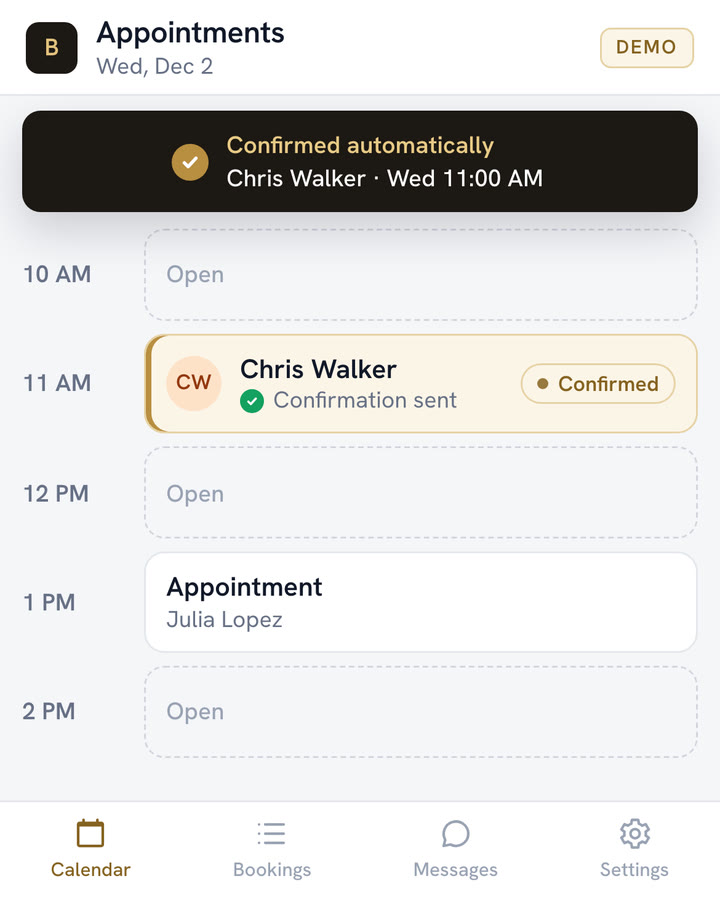 B
Appointments
Wed, Dec 2
DEMO
Confirmed automatically
Chris Walker · Wed 11:00 AM
10 AM
Open
11 AM
CW
Chris Walker
Confirmation sent
Confirmed
12 PM
Open
1 PM
Appointment
Julia Lopez
2 PM
Open
Calendar
Bookings
Messages
Settings